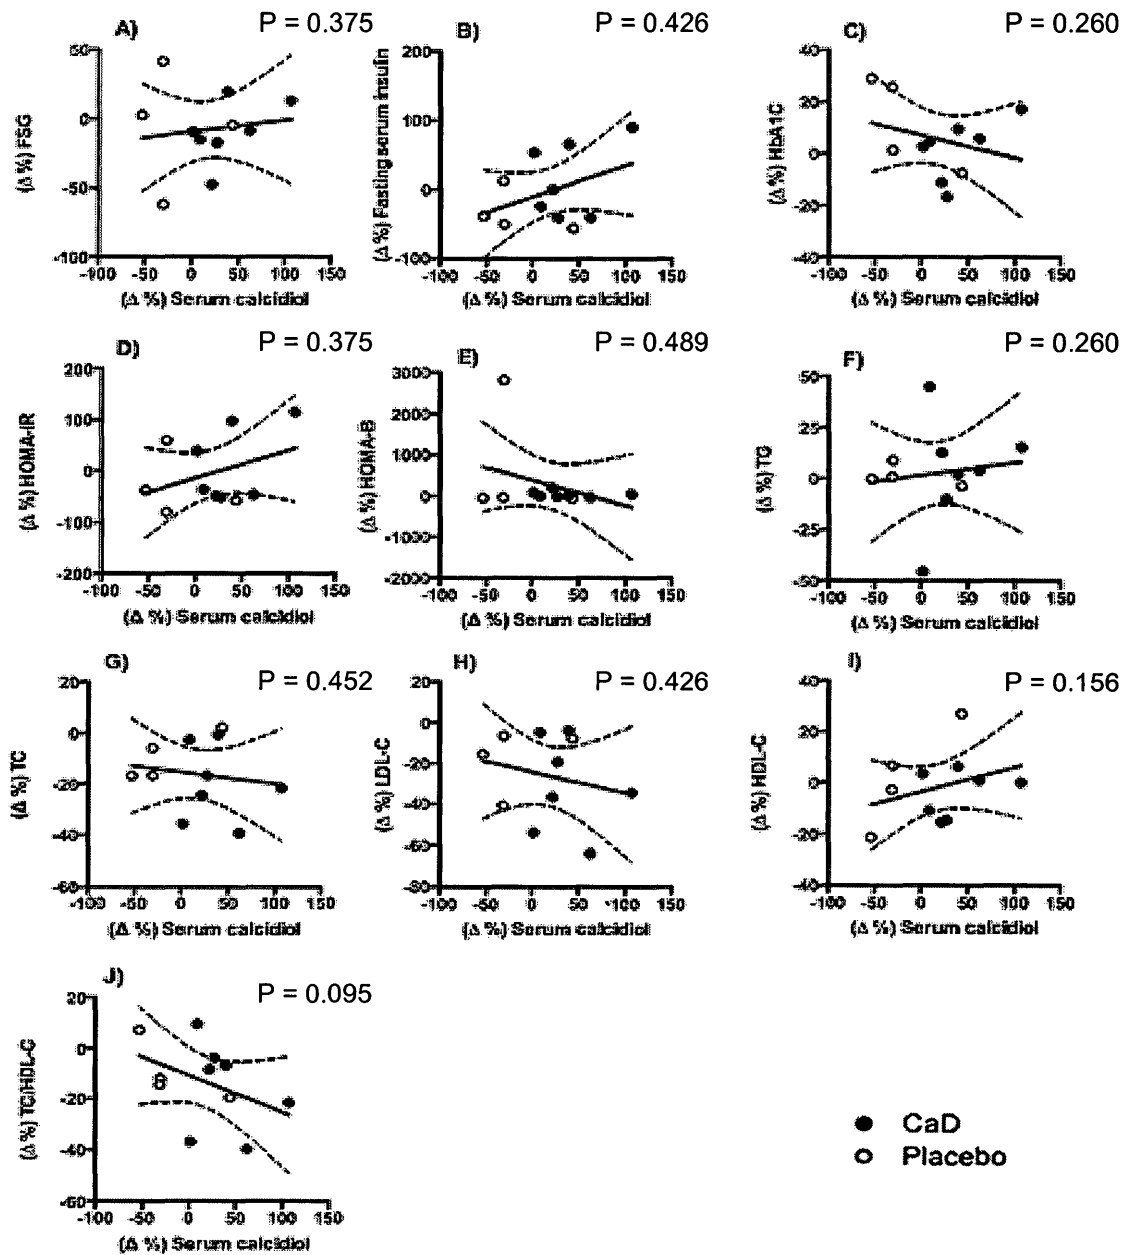 A) P = 0.375
50
0
-50
-100
-100 -50 0 50 100 150
(Δ %) FSG
(Δ %) Serum calcidiol
B) P = 0.426
200
100
0
-100
-100 -50 0 50 100 150
(Δ %) Fasting serum insulin
(Δ %) Serum calcidiol
C) P = 0.260
40
20
0
-20
-40
-100 -50 0 50 100 150
(Δ %) HbA1C
(Δ %) Serum calcidiol
D) P = 0.375
200
100
0
-100
-200
-100 -50 0 50 100 150
(Δ %) HOMA-IR
(Δ %) Serum calcidiol
E) P = 0.489
3000
2000
1000
0
-1000
-2000
-100 -50 0 50 100 150
(Δ %) HOMA-B
(Δ %) Serum calcidiol
F) P = 0.260
50
25
0
-25
-50
-100 -50 0 50 100 150
(Δ %) TG
(Δ %) Serum calcidiol
G) P = 0.452
20
0
-20
-40
-60
-100 -50 0 50 100 150
(Δ %) TC
(Δ %) Serum calcidiol
H) P = 0.426
20
0
-20
-40
-60
-80
-100 -50 0 50 100 150
(Δ %) LDL-C
(Δ %) Serum calcidiol
I) P = 0.156
40
20
0
-20
-40
-100 -50 0 50 100 150
(Δ %) HDL-C
(Δ %) Serum calcidiol
J) P = 0.095
20
0
-20
-40
-60
-100 -50 0 50 100 150
(Δ %) TC/HDL-C
(Δ %) Serum calcidiol
CaD
Placebo